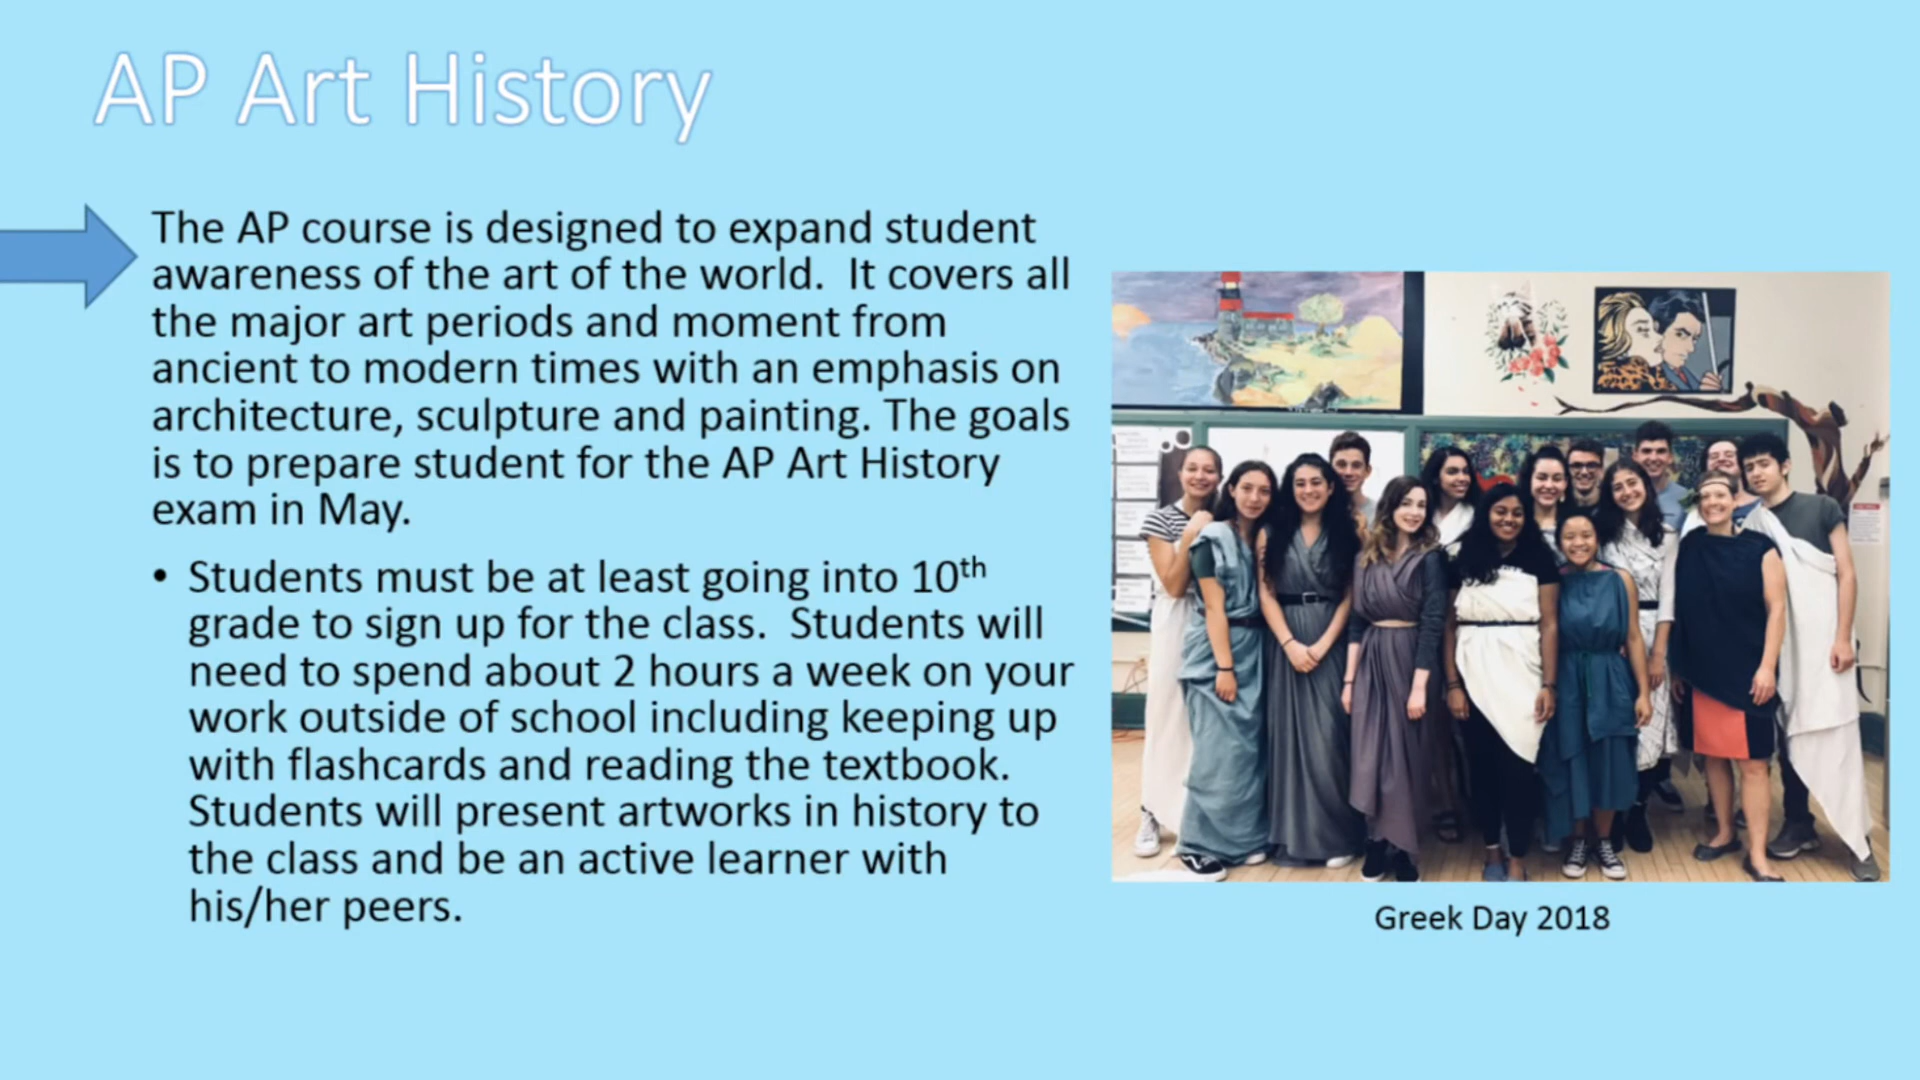 AP Art History
The AP course is designed to expand student
awareness of the art of the world.  It covers all
the major art periods and moment from
ancient to modern times with an emphasis on
architecture, sculpture and painting. The goals
is to prepare student for the AP Art History
exam in May.
• Students must be at least going into 10th
grade to sign up for the class.  Students will
need to spend about 2 hours a week on your
work outside of school including keeping up
with flashcards and reading the textbook.
Students will present artworks in history to
the class and be an active learner with
his/her peers.
Greek Day 2018